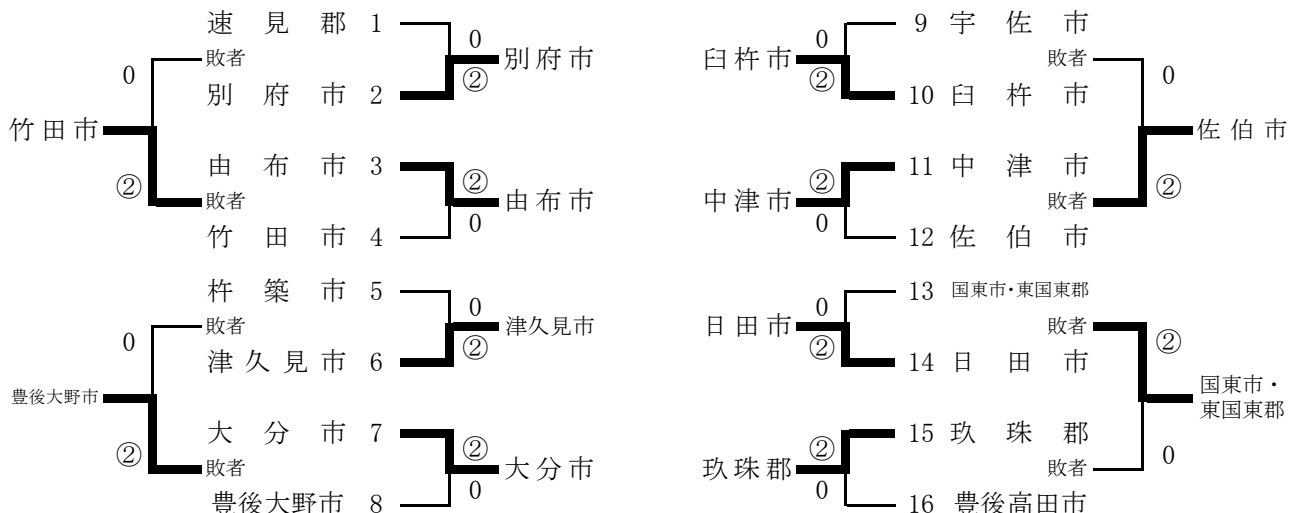 速見郡 1 0 9 宇佐市
0 敗者 別府市 臼杵市 0 敗者 0
別府市 2 ② ② 10 臼杵市
竹田市 佐伯市
由布市 3 ② ② 11 中津市
② 敗者 由布市 中津市 敗者 ②
竹田市 4 0 0 12 佐伯市
杵築市 5 0 0 13 国東市・東国東郡
0 敗者 津久見市 日田市 敗者 ②
津久見市 6 ② ② 14 日田市
豊後大野市 国東市・
東国東郡
大分市 7 ② ② 15 玖珠郡
② 敗者 大分市 玖珠郡 敗者 0
豊後大野市 8 0 0 16 豊後高田市